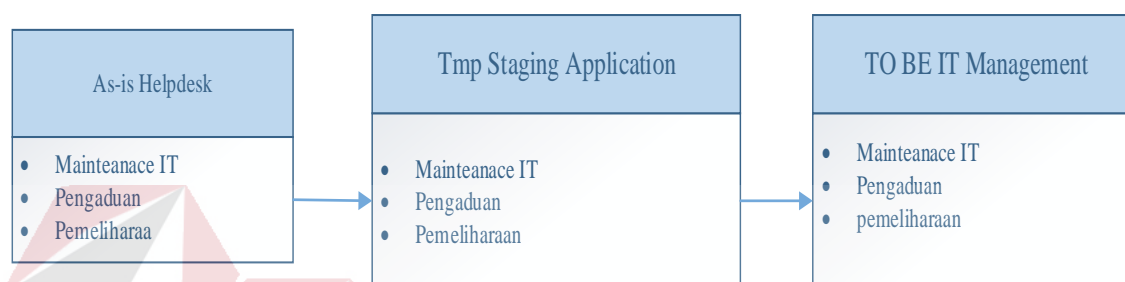 As-is Helpdesk
Mainteanace IT
Pengaduan
Pemeliharaa
Tmp Staging Application
Mainteanace IT
Pengaduan
Pemeliharaan
TO BE IT Management
Mainteanace IT
Pengaduan
pemeliharaan